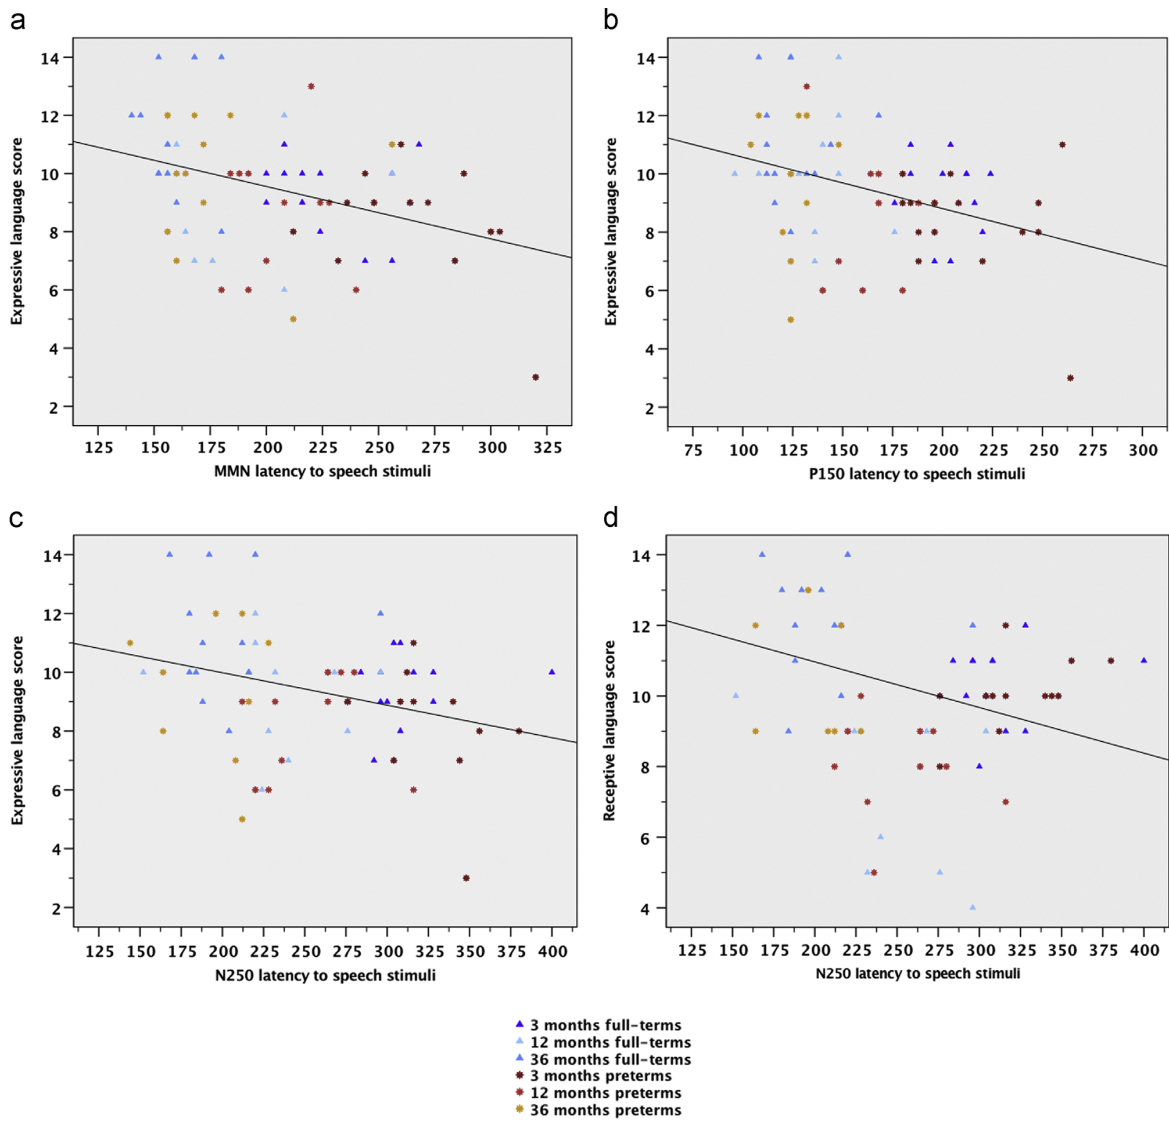 a
Expressive language score
14
12
10
8
6
4
2
125 150 175 200 225 250 275 300 325
MMN latency to speech stimuli
b
Expressive language score
14
12
10
8
6
4
2
75 100 125 150 175 200 225 250 275 300
P150 latency to speech stimuli
c
Expressive language score
14
12
10
8
6
4
2
125 150 175 200 225 250 275 300 325 350 375 400
N250 latency to speech stimuli
d
Receptive language score
14
12
10
8
6
4
125 150 175 200 225 250 275 300 325 350 375 400
N250 latency to speech stimuli
3 months full-terms
12 months full-terms
36 months full-terms
3 months preterms
12 months preterms
36 months preterms